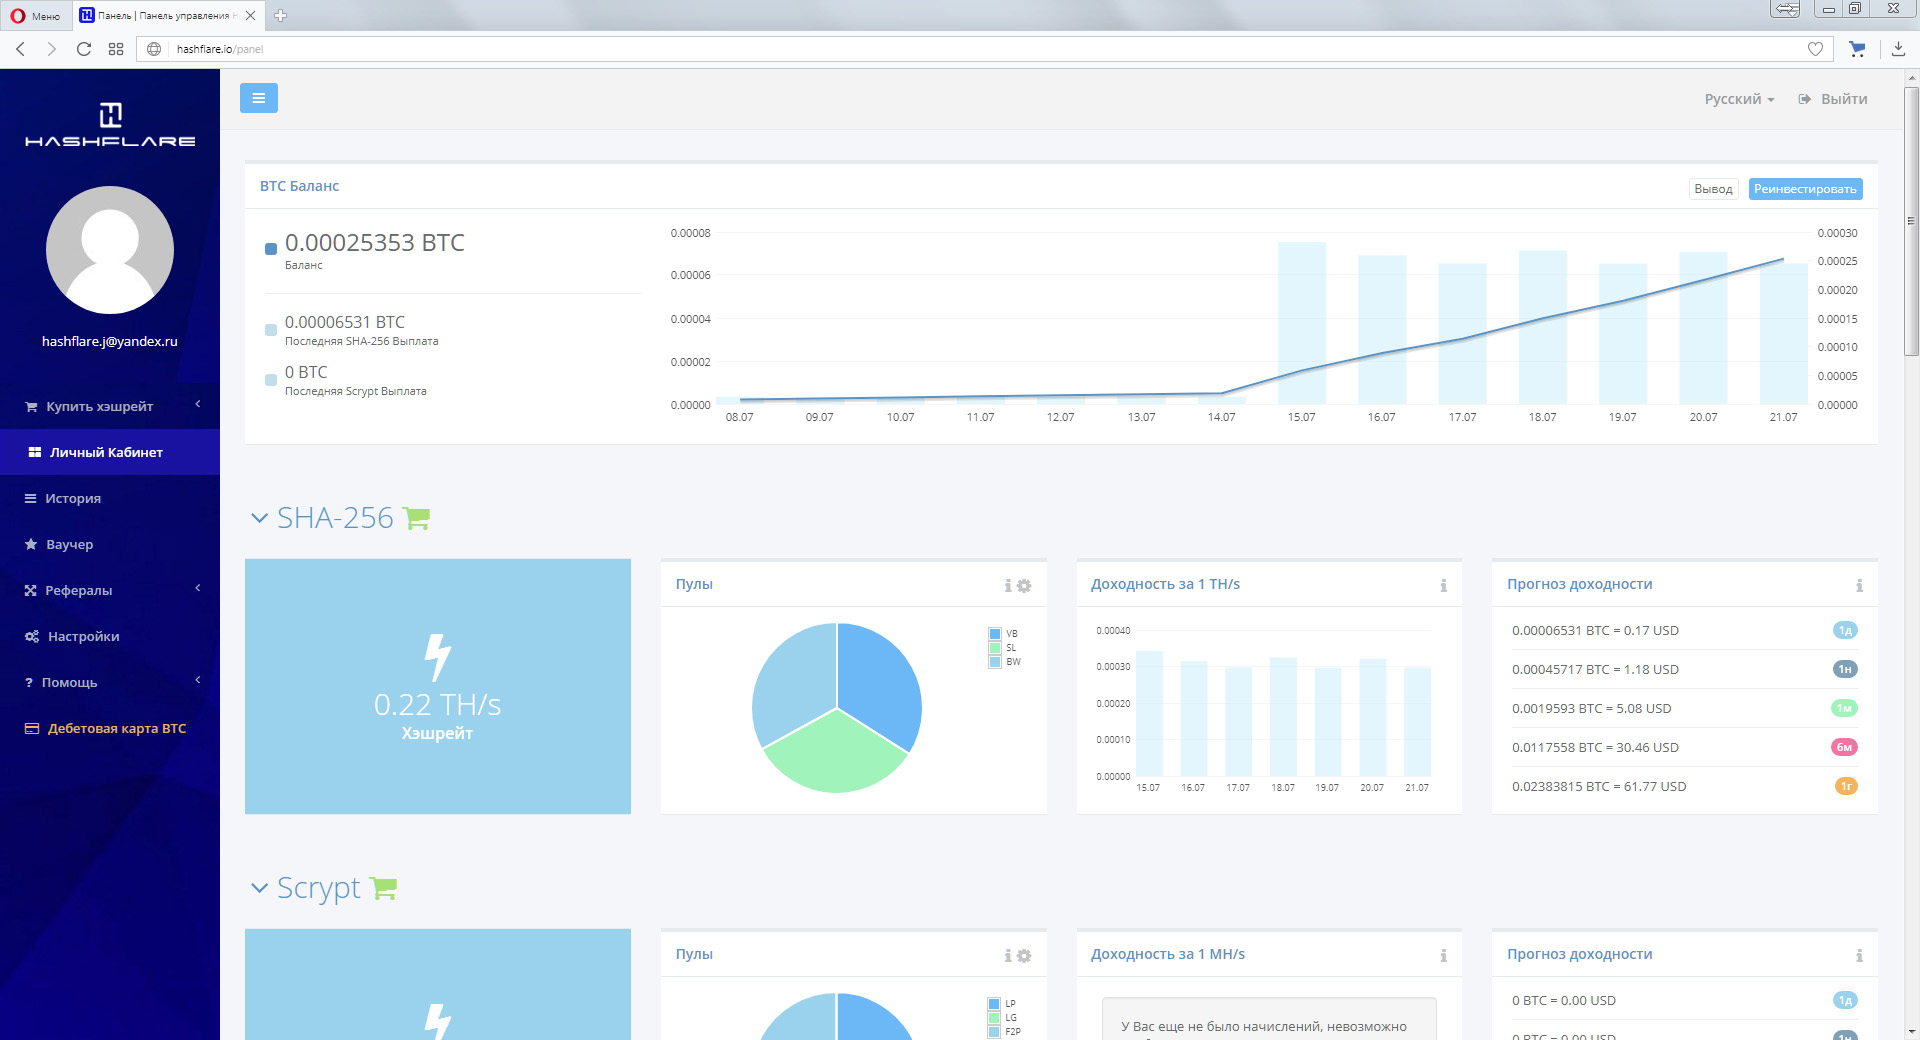 Меню
Панель | Панель управления
hashflare.io/panel
Русский
Выйти
HASHFLARE
hashflare.j@yandex.ru
Купить хэшрейт
Личный Кабинет
История
Ваучер
Рефералы
Настройки
? Помощь
Дебетовая карта BTC
BTC Баланс
Вывод
Реинвестировать
0.00025353 BTC
Баланс
0.00006531 BTC
Последняя SHA-256 Выплата
0 BTC
Последняя Scrypt Выплата
0.00008
0.00006
0.00004
0.00002
0.00000
0.00030
0.00025
0.00020
0.00015
0.00010
0.00005
0.00000
08.07 09.07 10.07 11.07 12.07 13.07 14.07 15.07 16.07 17.07 18.07 19.07 20.07 21.07
SHA-256
0.22 TH/s
Хэшрейт
Пулы
VB
SL
BW
Доходность за 1 TH/s
0.00040
0.00030
0.00020
0.00010
0.00000
15.07 16.07 17.07 18.07 19.07 20.07 21.07
Прогноз доходности
0.00006531 BTC = 0.17 USD 1д
0.00045717 BTC = 1.18 USD 1н
0.0019593 BTC = 5.08 USD 1м
0.0117558 BTC = 30.46 USD 6м
0.02383815 BTC = 61.77 USD 1г
Scrypt
Пулы
LP
LG
F2P
Доходность за 1 MH/s
У Вас еще не было начислений, невозможно
Прогноз доходности
0 BTC = 0.00 USD 1д
0 BTC = 0.00 USD 1н